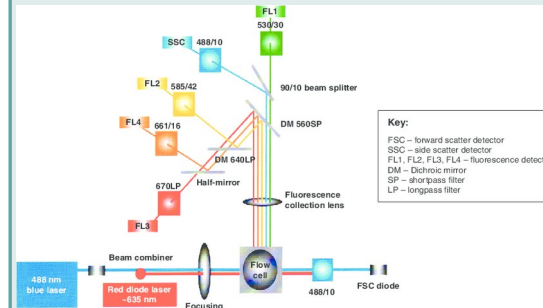 FL1
530/30
SSC
488/10
90/10 beam splitter
FL2
585/42
FL4
661/16
DM 560SP
DM 640LP
Half-mirror
670LP
FL3
Fluorescence
collection lens
Key:
FSC – forward scatter detector
SSC – side scatter detector
FL1, FL2, FL3, FL4 – fluorescence detect
DM – Dichroic mirror
SP – shortpass filter
LP – longpass filter
Beam combiner
488 nm
blue laser
Red diode laser
~635 nm
Focusing
Flow
cell
488/10
FSC diode